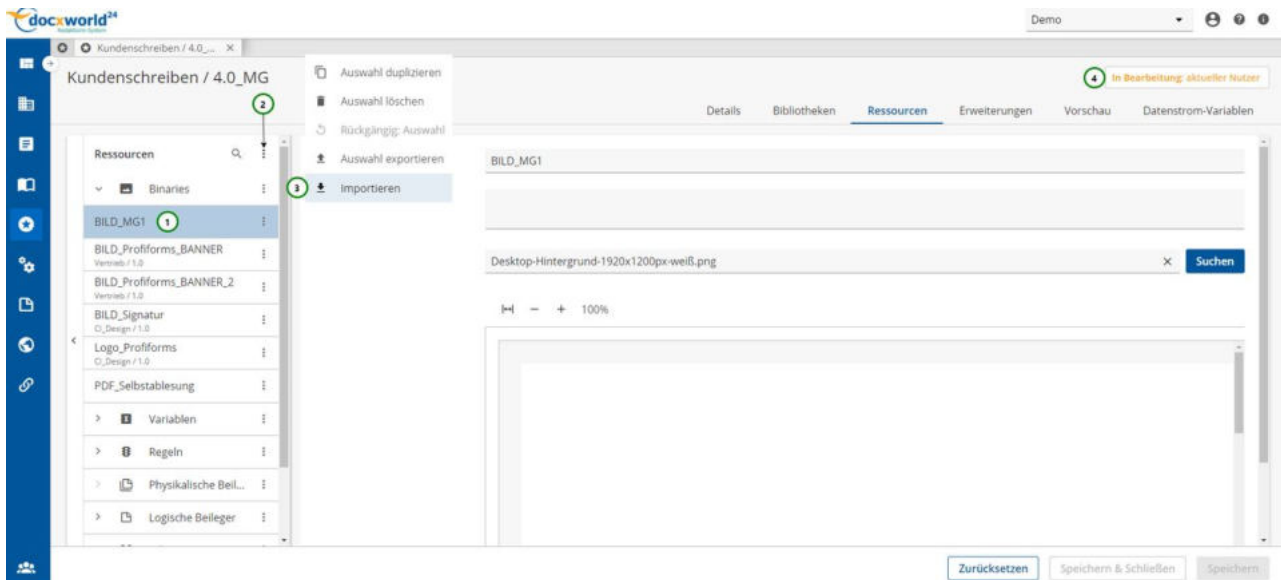 docxworld24
Demo
Kundenschreiben / 4.0_...
Kundenschreiben / 4.0_MG
2
Auswahl duplizieren
Auswahl löschen
Rückgängig: Auswahl
Auswahl exportieren
3 Importieren
4 In Bearbeitung: aktueller Nutzer
Details Bibliotheken Ressourcen Erweiterungen Vorschau Datenstrom-Variablen
Ressourcen
Binaries
BILD_MG1 1
BILD_Profiforms_BANNER
Vertrieb / 1.0
BILD_Profiforms_BANNER_2
Vertrieb / 1.0
BILD_Signatur
CI_Design / 1.0
Logo_Profiforms
CI_Design / 1.0
PDF_Selbstablesung
Variablen
Regeln
Physikalische Beil...
Logische Beileger
BILD_MG1
Desktop-Hintergrund-1920x1200px-weiß.png
Suchen
100%
Zurücksetzen Speichern & Schließen Speichern